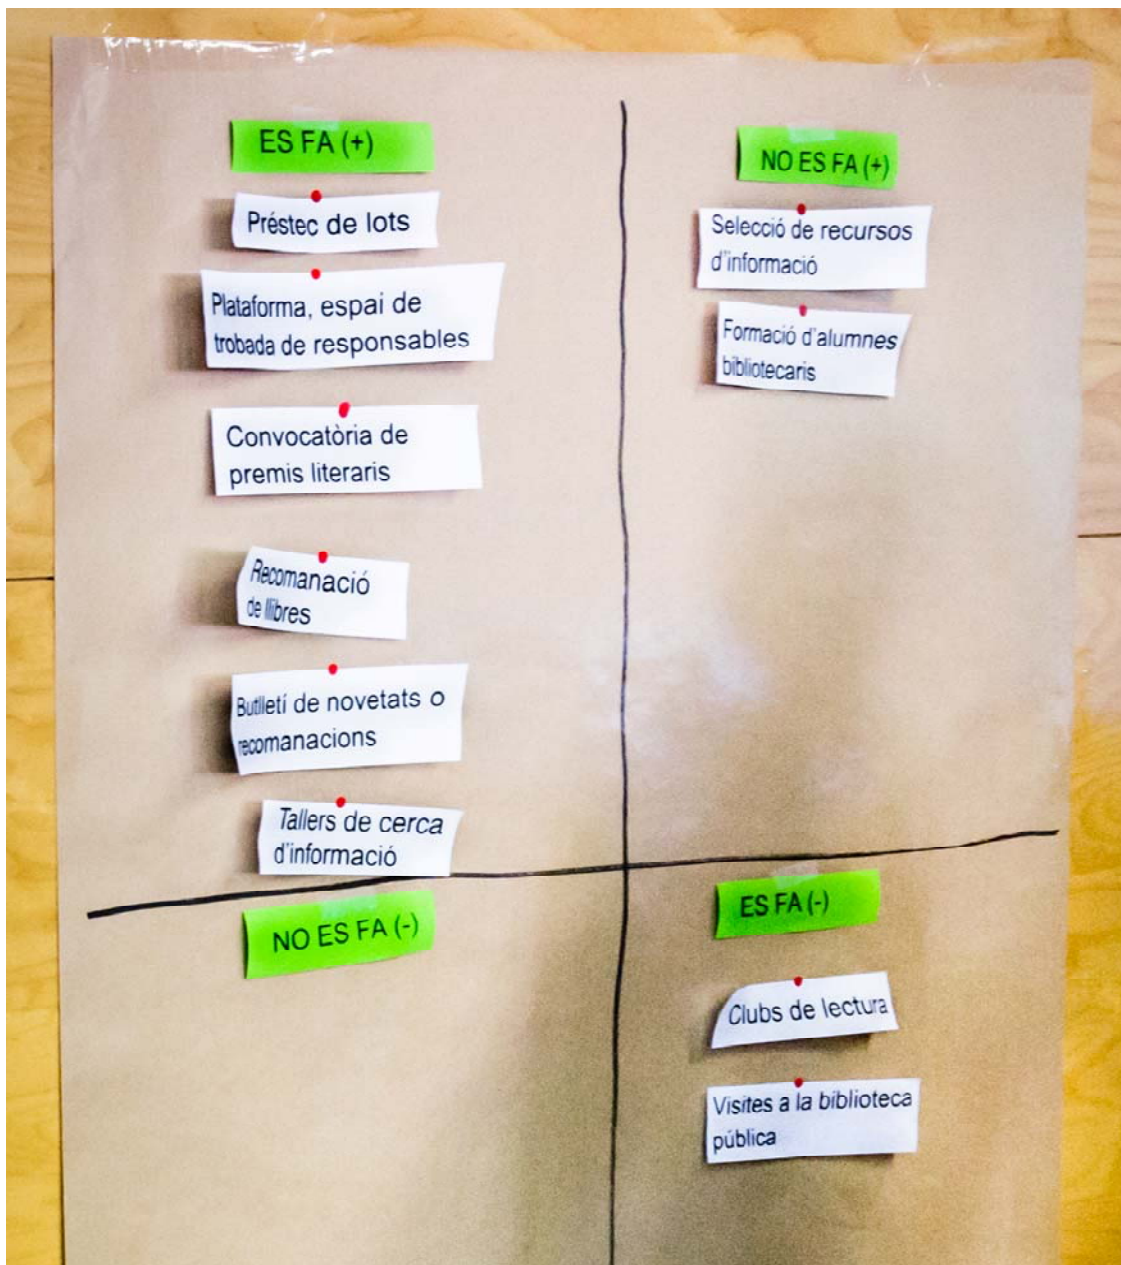 ES FA (+)
Préstec de lots
Plataforma, espai de
trobada de responsables
Convocatòria de
premis literaris
Recomanació
de llibres
Butlletí de novetats o
recomanacions
Tallers de cerca
d'informació
NO ES FA (+)
Selecció de recursos
d'informació
Formació d'alumnes
bibliotecaris
NO ES FA (-)
ES FA (-)
Clubs de lectura
Visites a la biblioteca
pública